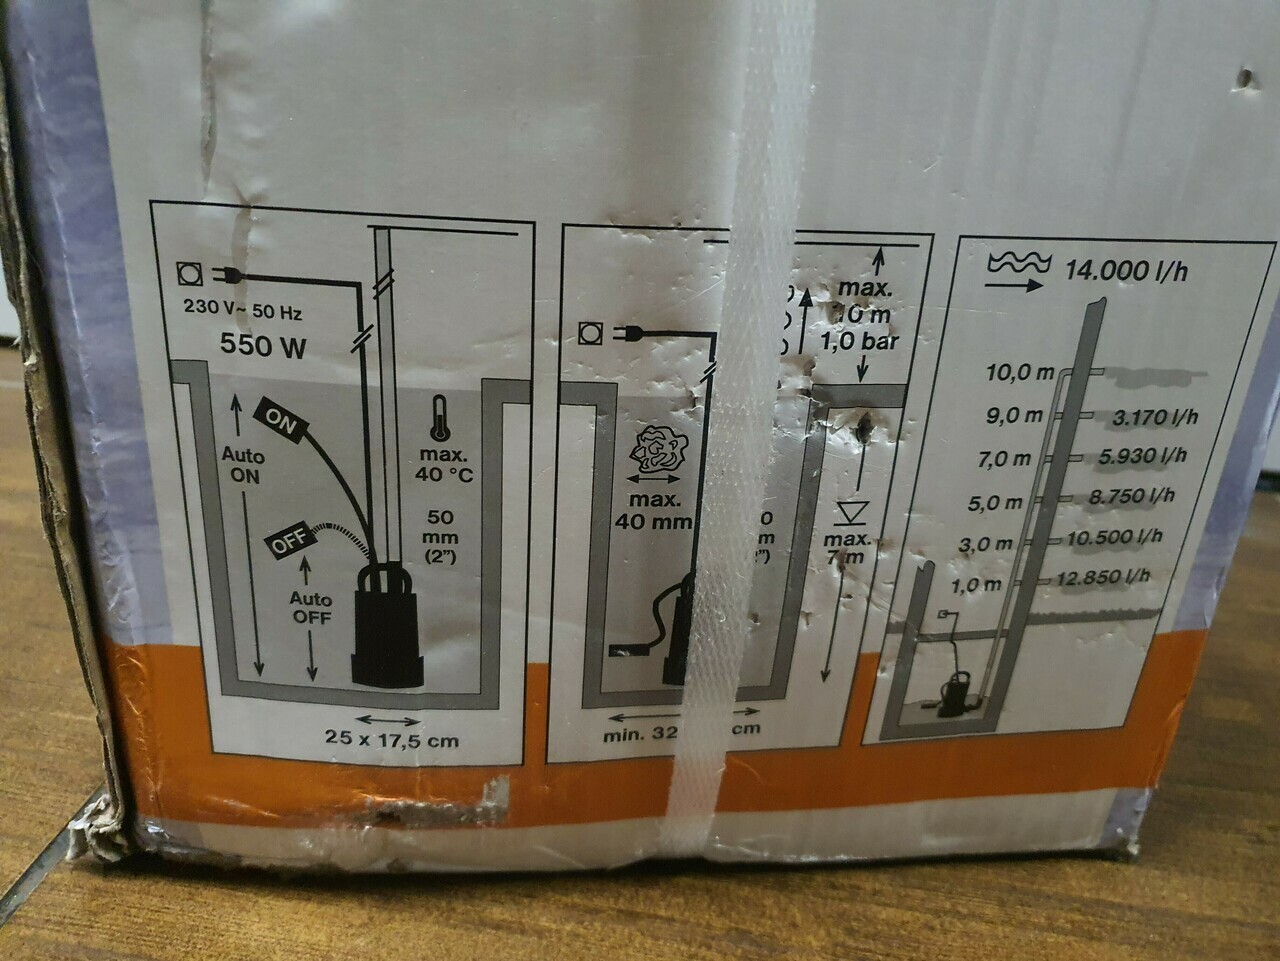 230 V~ 50 Hz
550 W
ON
Auto
ON
OFF
Auto
OFF
max.
40 °C
50
mm
(2")
25 x 17,5 cm
max.
10 m
1,0 bar
max.
40 mm
max.
7 m
min. 32
cm
14.000 l/h
10,0 m
9,0 m 3.170 l/h
7,0 m 5.930 l/h
5,0 m 8.750 l/h
3,0 m 10.500 l/h
1,0 m 12.850 l/h